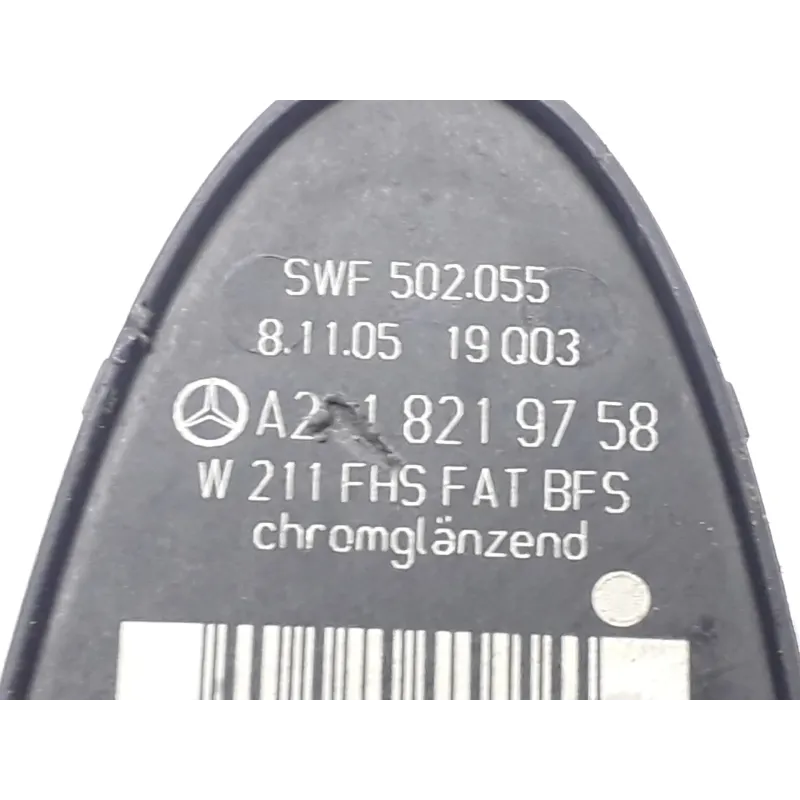 SWF 502.055
8.11.05 19 Q03
821 97 58
W 211 FHS FAT BFS
chromglänzend